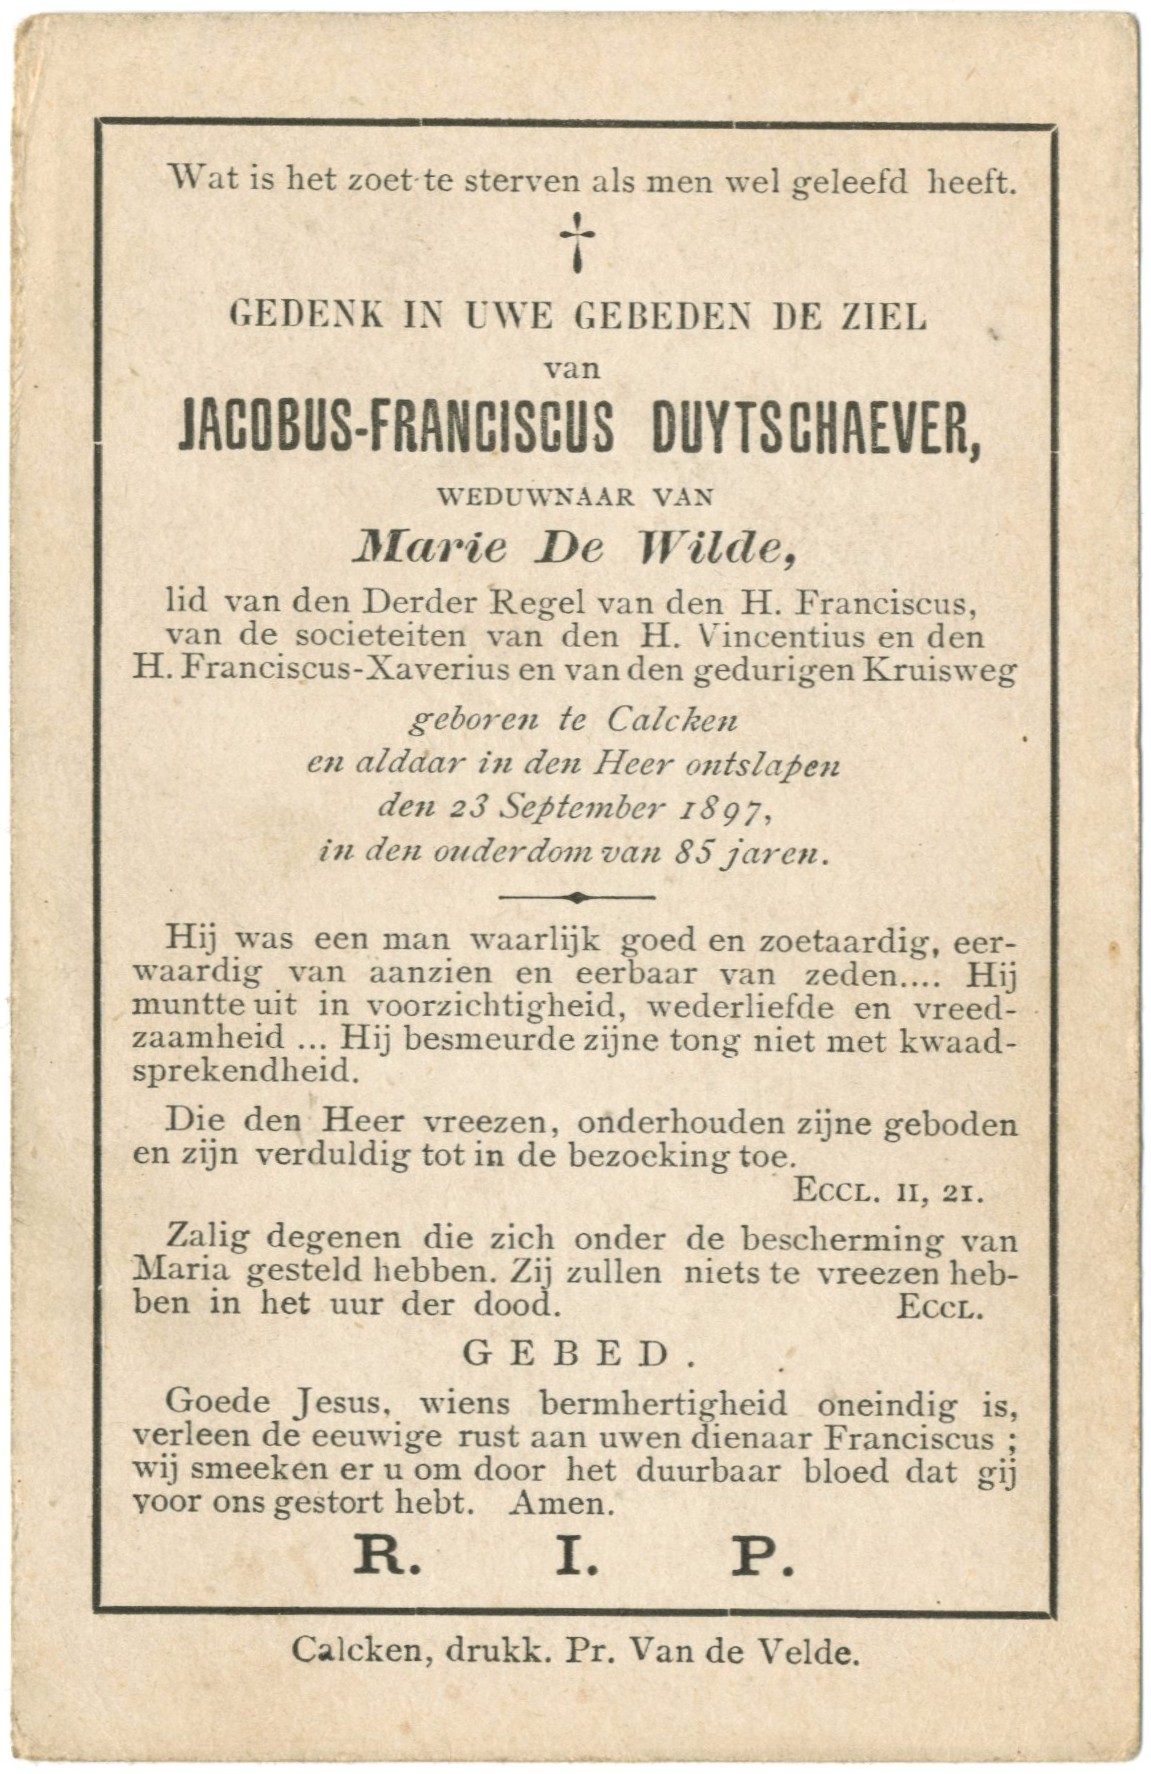 Wat is het zoet te sterven als men wel geleefd heeft.
GEDENK IN UWE GEBEDEN DE ZIEL
van
JACOBUS-FRANCISCUS DUYTSCHAEVER,
WEDUWNAAR VAN
Marie De Wilde,
lid van den Derder Regel van den H. Franciscus,
van de societeiten van den H. Vincentius en den
H. Franciscus-Xaverius en van den gedurigen Kruisweg
geboren te Calcken
en aldaar in den Heer ontslapen
den 23 September 1897,
in den ouderdom van 85 jaren.
Hij was een man waarlijk goed en zoetaardig, eer-
waardig van aanzien en eerbaar van zeden.... Hij
muntte uit in voorzichtigheid, wederliefde en vreed-
zaamheid ... Hij besmeurde zijne tong niet met kwaad-
sprekendheid.
Die den Heer vreezen, onderhouden zijne geboden
en zijn verduldig tot in de bezoeking toe.
ECCL. II, 21.
Zalig degenen die zich onder de bescherming van
Maria gesteld hebben. Zij zullen niets te vreezen heb-
ben in het uur der dood. ECCL.
GEBED.
Goede Jesus, wiens bermhertigheid oneindig is,
verleen de eeuwige rust aan uwen dienaar Franciscus ;
wij smeeken er u om door het duurbaar bloed dat gij
voor ons gestort hebt. Amen.
R. I. P.
Calcken, drukk. Pr. Van de Velde.